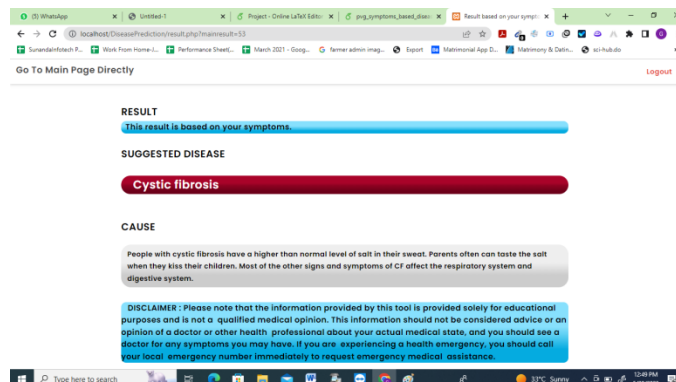 (5) WhatsApp
Untitled-1
Project - Online LaTeX Editor
pvg_symptoms_based_diseas
Result based on your sympto
localhost/DiseasePrediction/result.php?mainresult=53
SunandaInfotech P...
Work From Home-J...
Performance Sheet(...
March 2021 - Goog...
farmer admin imag...
Export
Matrimonial App D...
Matrimony & Datin...
sci-hub.do
Go To Main Page Directly
Logout
RESULT
This result is based on your symptoms.
SUGGESTED DISEASE
Cystic fibrosis
CAUSE
People with cystic fibrosis have a higher than normal level of salt in their sweat. Parents often can taste the salt
when they kiss their children. Most of the other signs and symptoms of CF affect the respiratory system and
digestive system.
DISCLAIMER : Please note that the information provided by this tool is provided solely for educational
purposes and is not a qualified medical opinion. This information should not be considered advice or an
opinion of a doctor or other health professional about your actual medical state, and you should see a
doctor for any symptoms you may have. If you are experiencing a health emergency, you should call
your local emergency number immediately to request emergency medical assistance.
Type here to search
33°C Sunny
12:49 PM